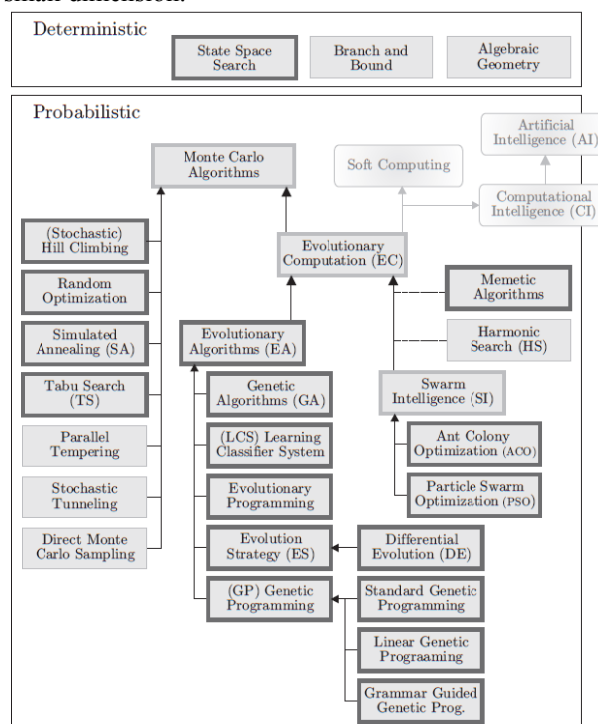 small dimension.
Deterministic
State Space
Search
Branch and
Bound
Algebraic
Geometry
Probabilistic
Artificial
Intelligence (AI)
Monte Carlo
Algorithms
Soft Computing
Computational
Intelligence (CI)
(Stochastic)
Hill Climbing
Evolutionary
Computation (EC)
Random
Optimization
Memetic
Algorithms
Simulated
Annealing (SA)
Evolutionary
Algorithms (EA)
Harmonic
Search (HS)
Tabu Search
(TS)
Genetic
Algorithms (GA)
Swarm
Intelligence (SI)
Parallel
Tempering
(LCS) Learning
Classifier System
Ant Colony
Optimization (ACO)
Stochastic
Tunneling
Evolutionary
Programming
Particle Swarm
Optimization (PSO)
Direct Monte
Carlo Sampling
Evolution
Strategy (ES)
Differential
Evolution (DE)
(GP) Genetic
Programming
Standard Genetic
Programming
Linear Genetic
Prograaming
Grammar Guided
Genetic Prog.